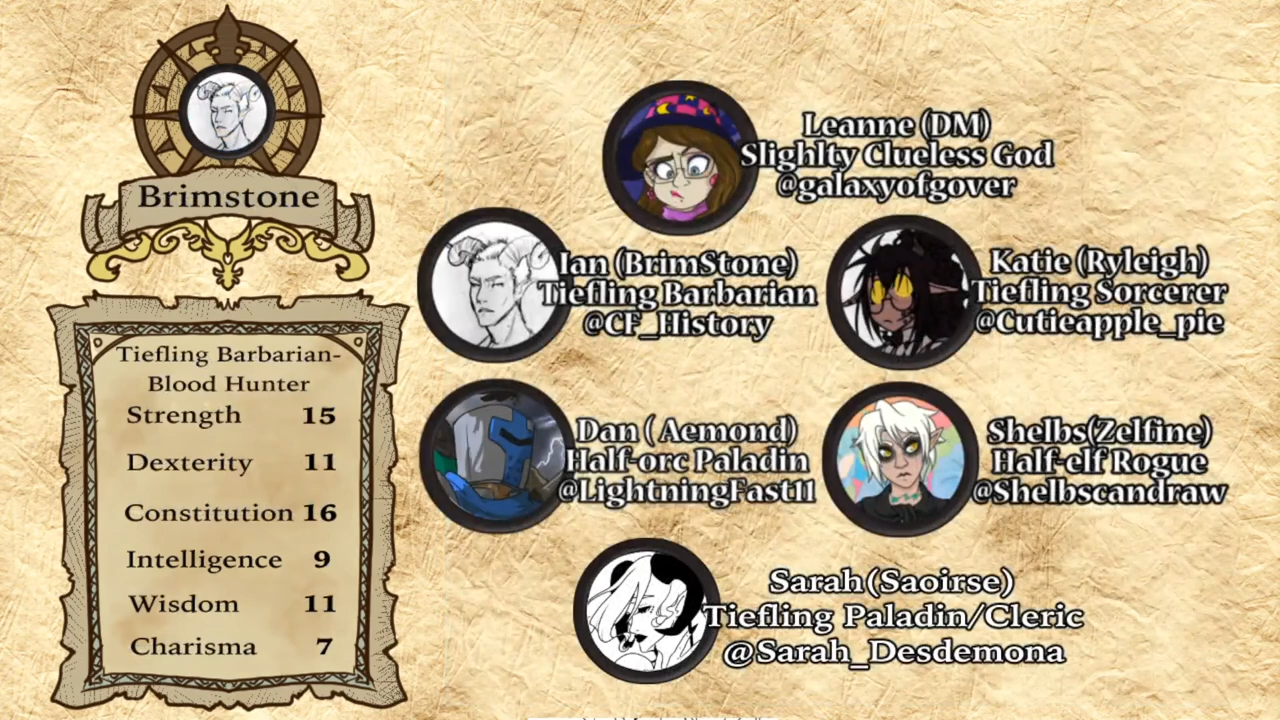 Brimstone
Tiefling Barbarian-
Blood Hunter
Strength 15
Dexterity 11
Constitution 16
Intelligence 9
Wisdom 11
Charisma 7
Leanne (DM)
Slighlty Clueless God
@galaxyofgover
Ian (BrimStone)
Tiefling Barbarian
@CF_History
Katie (Ryleigh)
Tiefling Sorcerer
@Cutieapple_pie
Dan ( Aemond)
Half-orc Paladin
@LightningFast11
Shelbs(Zelfine)
Half-elf Rogue
@Shelbscandraw
Sarah(Saoirse)
Tiefling Paladin/Cleric
@Sarah_Desdemona